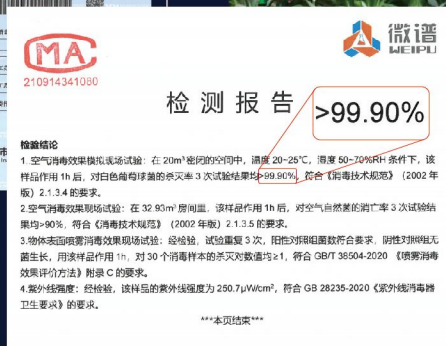 MA
210914341080
微谱
WEIPU
检测报告
>99.90%
检验结论
1.空气消毒效果模拟现场试验：在20m³密闭的空间中，温度20~25℃，湿度50~70%RH条件下，该
样品作用1h后，对白色葡萄球菌的杀灭率3次试验结果均>99.90%，符合《消毒技术规范》（2002年
版）2.1.3.4的要求。
2.空气消毒效果现场试验：在32.93m³房间里，该样品作用1h后，对空气自然菌的消亡率3次试验结
果均>90%，符合《消毒技术规范》（2002年版）2.1.3.5的要求。
3.物体表面喷雾消毒效果现场试验：经检验，试验重复3次，阳性对照组菌数符合要求，阴性对照组无
菌生长，用该样品作用1h，对30个消毒样本的杀灭对数值均≥1，符合GB/T 38504-2020《喷雾消毒
效果评价方法》附录C的要求。
4.紫外线强度：经检验，该样品的紫外线强度为250.7μW/cm²，符合GB 28235-2020《紫外线消毒器
卫生要求》的要求。
***本页结束***